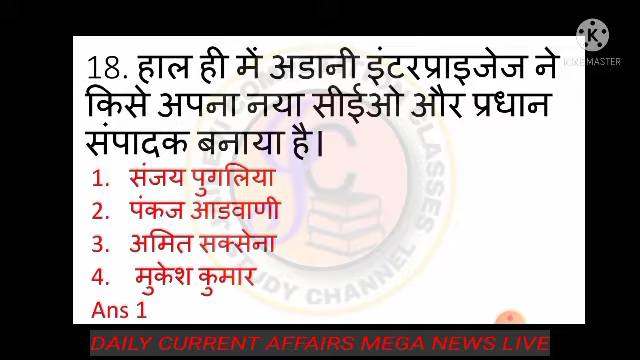 18. हाल ही में अडानी इंटरप्राइजेज ने
किसे अपना नया सीईओ और प्रधान
संपादक बनाया है।
1. संजय पुगलिया
2. पंकज आडवाणी
3. अमित सक्सेना
4. मुकेश कुमार
Ans 1
DAILY CURRENT AFFAIRS MEGA NEWS LIVE
KINEMASTER